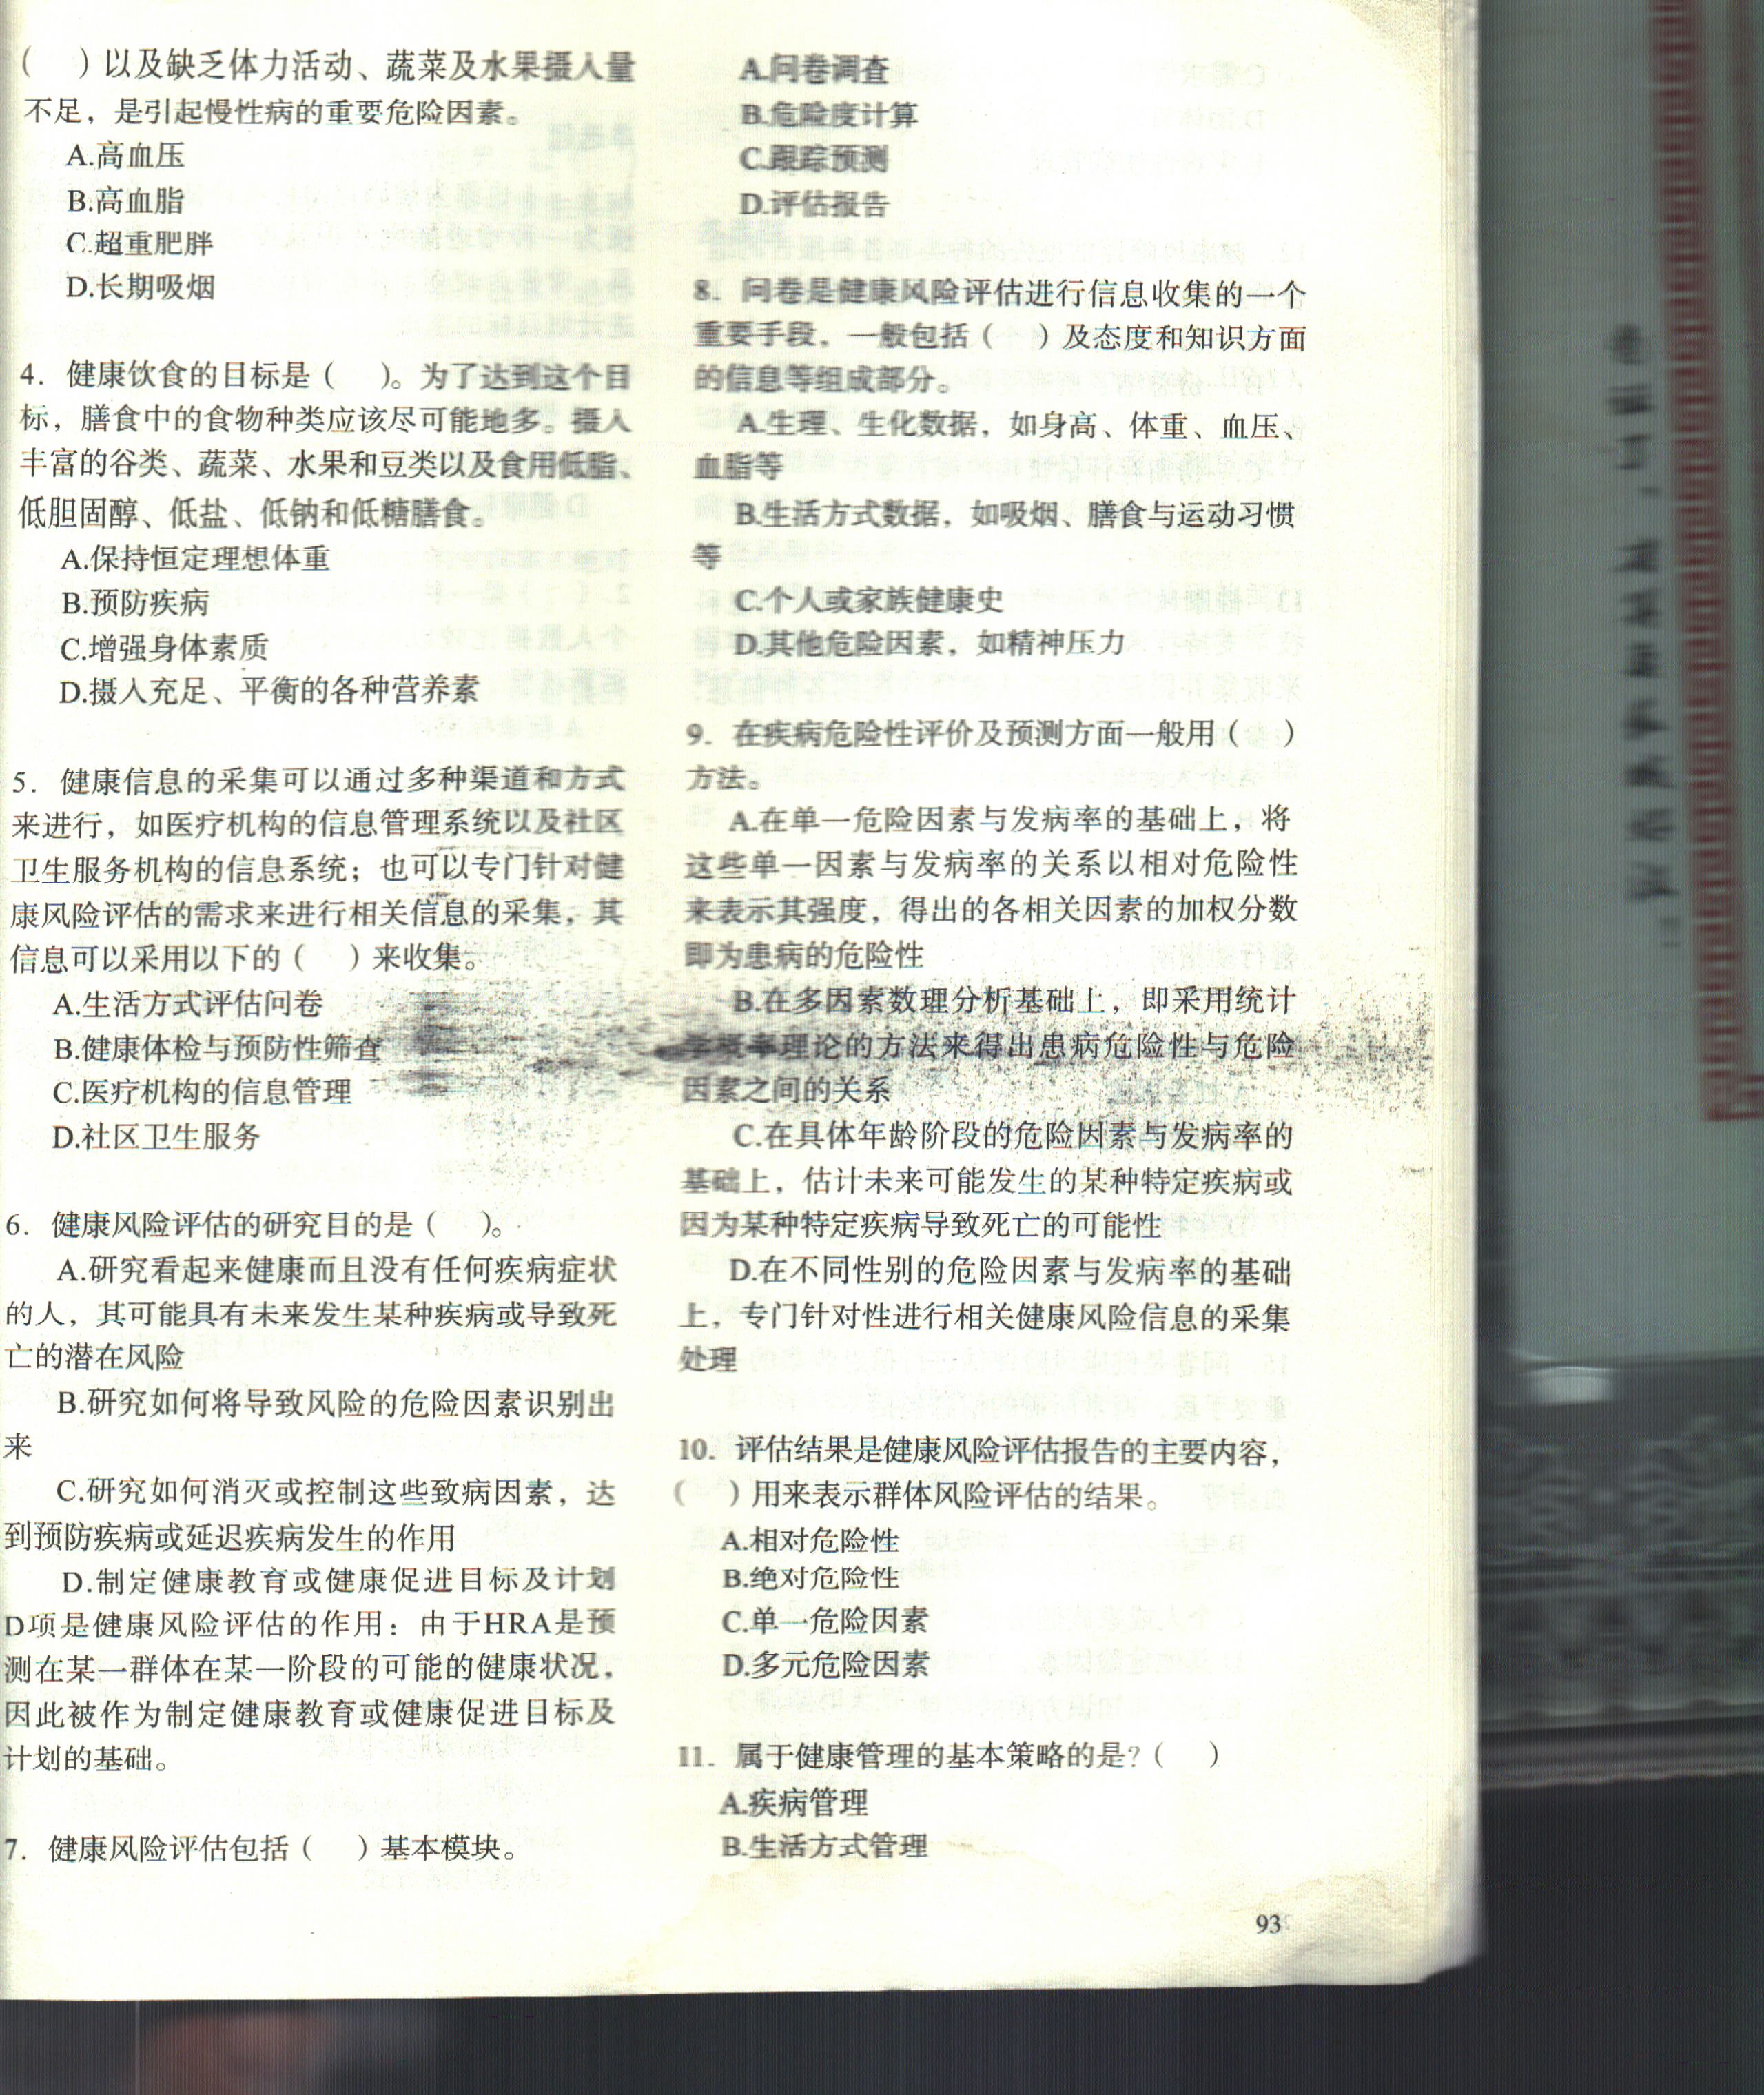 ( )以及缺乏体力活动、蔬菜及水果摄入量
不足，是引起慢性病的重要危险因素。
A.高血压
B.高血脂
C.超重肥胖
D.长期吸烟
4. 健康饮食的目标是( )。为了达到这个目
标，膳食中的食物种类应该尽可能地多。摄入
丰富的谷类、蔬菜、水果和豆类以及食用低脂、
低胆固醇、低盐、低钠和低糖膳食。
A.保持恒定理想体重
B.预防疾病
C.增强身体素质
D.摄入充足、平衡的各种营养素
5. 健康信息的采集可以通过多种渠道和方式
来进行，如医疗机构的信息管理系统以及社区
卫生服务机构的信息系统；也可以专门针对健
康风险评估的需求来进行相关信息的采集，其
信息可以采用以下的( )来收集。
A.生活方式评估问卷
B.健康体检与预防性筛查
C.医疗机构的信息管理
D.社区卫生服务
6. 健康风险评估的研究目的是( )。
A.研究看起来健康而且没有任何疾病症状
的人，其可能具有未来发生某种疾病或导致死
亡的潜在风险
B.研究如何将导致风险的危险因素识别出
来
C.研究如何消灭或控制这些致病因素，达
到预防疾病或延迟疾病发生的作用
D.制定健康教育或健康促进目标及计划
D项是健康风险评估的作用：由于HRA是预
测在某一群体在某一阶段的可能的健康状况，
因此被作为制定健康教育或健康促进目标及
计划的基础。
7. 健康风险评估包括( )基本模块。
A.问卷调查
B.危险度计算
C.跟踪预测
D.评估报告
8. 问卷是健康风险评估进行信息收集的一个
重要手段，一般包括( )及态度和知识方面
的信息等组成部分。
A.生理、生化数据，如身高、体重、血压、
血脂等
B.生活方式数据，如吸烟、膳食与运动习惯
等
C.个人或家族健康史
D.其他危险因素，如精神压力
9. 在疾病危险性评价及预测方面一般用( )
方法。
A.在单一危险因素与发病率的基础上，将
这些单一因素与发病率的关系以相对危险性
来表示其强度，得出的各相关因素的加权分数
即为患病的危险性
B.在多因素数理分析基础上，即采用统计
学概率理论的方法来得出患病危险性与危险
因素之间的关系
C.在具体年龄阶段的危险因素与发病率的
基础上，估计未来可能发生的某种特定疾病或
因为某种特定疾病导致死亡的可能性
D.在不同性别的危险因素与发病率的基础
上，专门针对性进行相关健康风险信息的采集
处理
10. 评估结果是健康风险评估报告的主要内容，
( )用来表示群体风险评估的结果。
A.相对危险性
B.绝对危险性
C.单一危险因素
D.多元危险因素
11. 属于健康管理的基本策略的是?( )
A.疾病管理
B.生活方式管理
93